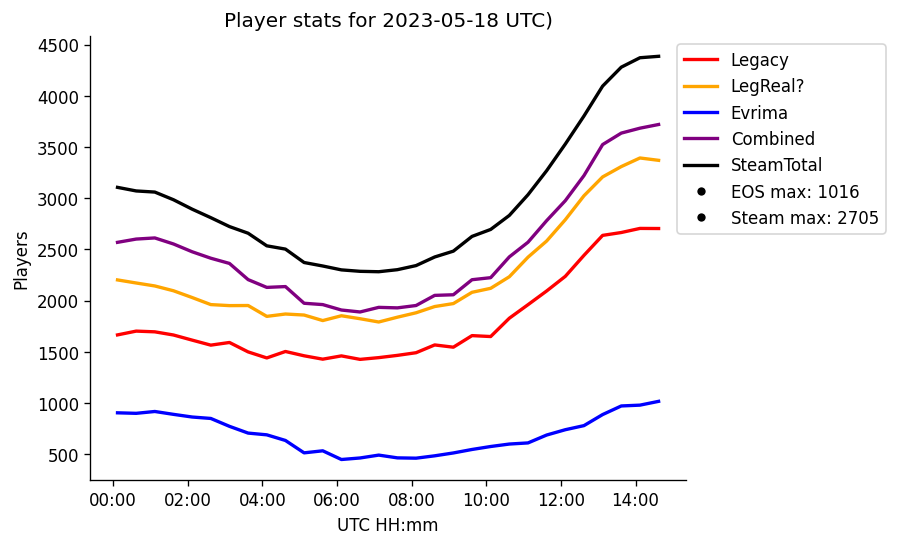 Player stats for 2023-05-18 UTC)
4500
4000
3500
3000
2500
2000
1500
1000
500
Players
00:00 02:00 04:00 06:00 08:00 10:00 12:00 14:00
UTC HH:mm
Legacy
LegReal?
Evrima
Combined
SteamTotal
EOS max: 1016
Steam max: 2705